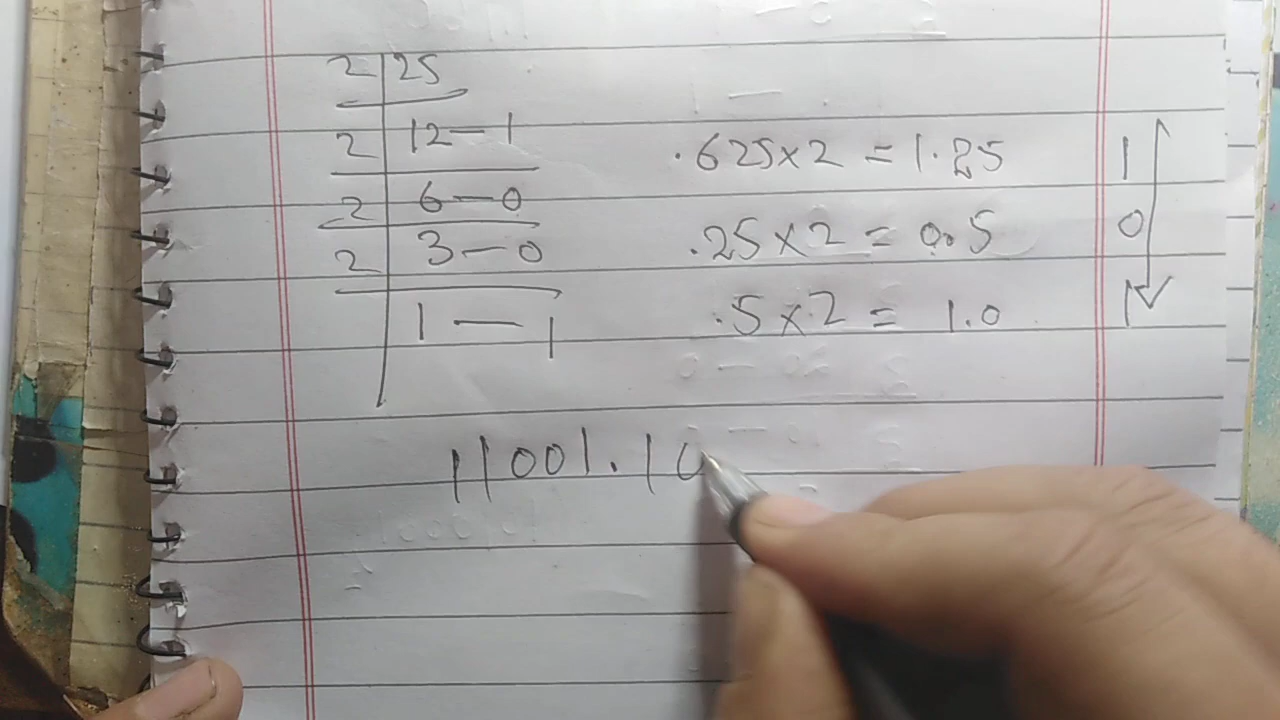 2 25
2 12 — 1
2 6 — 0
2 3 — 0
1 — 1
.625 × 2 = 1.25 1
.25 × 2 = 0.5 0
.5 × 2 = 1.0 1
11001.10